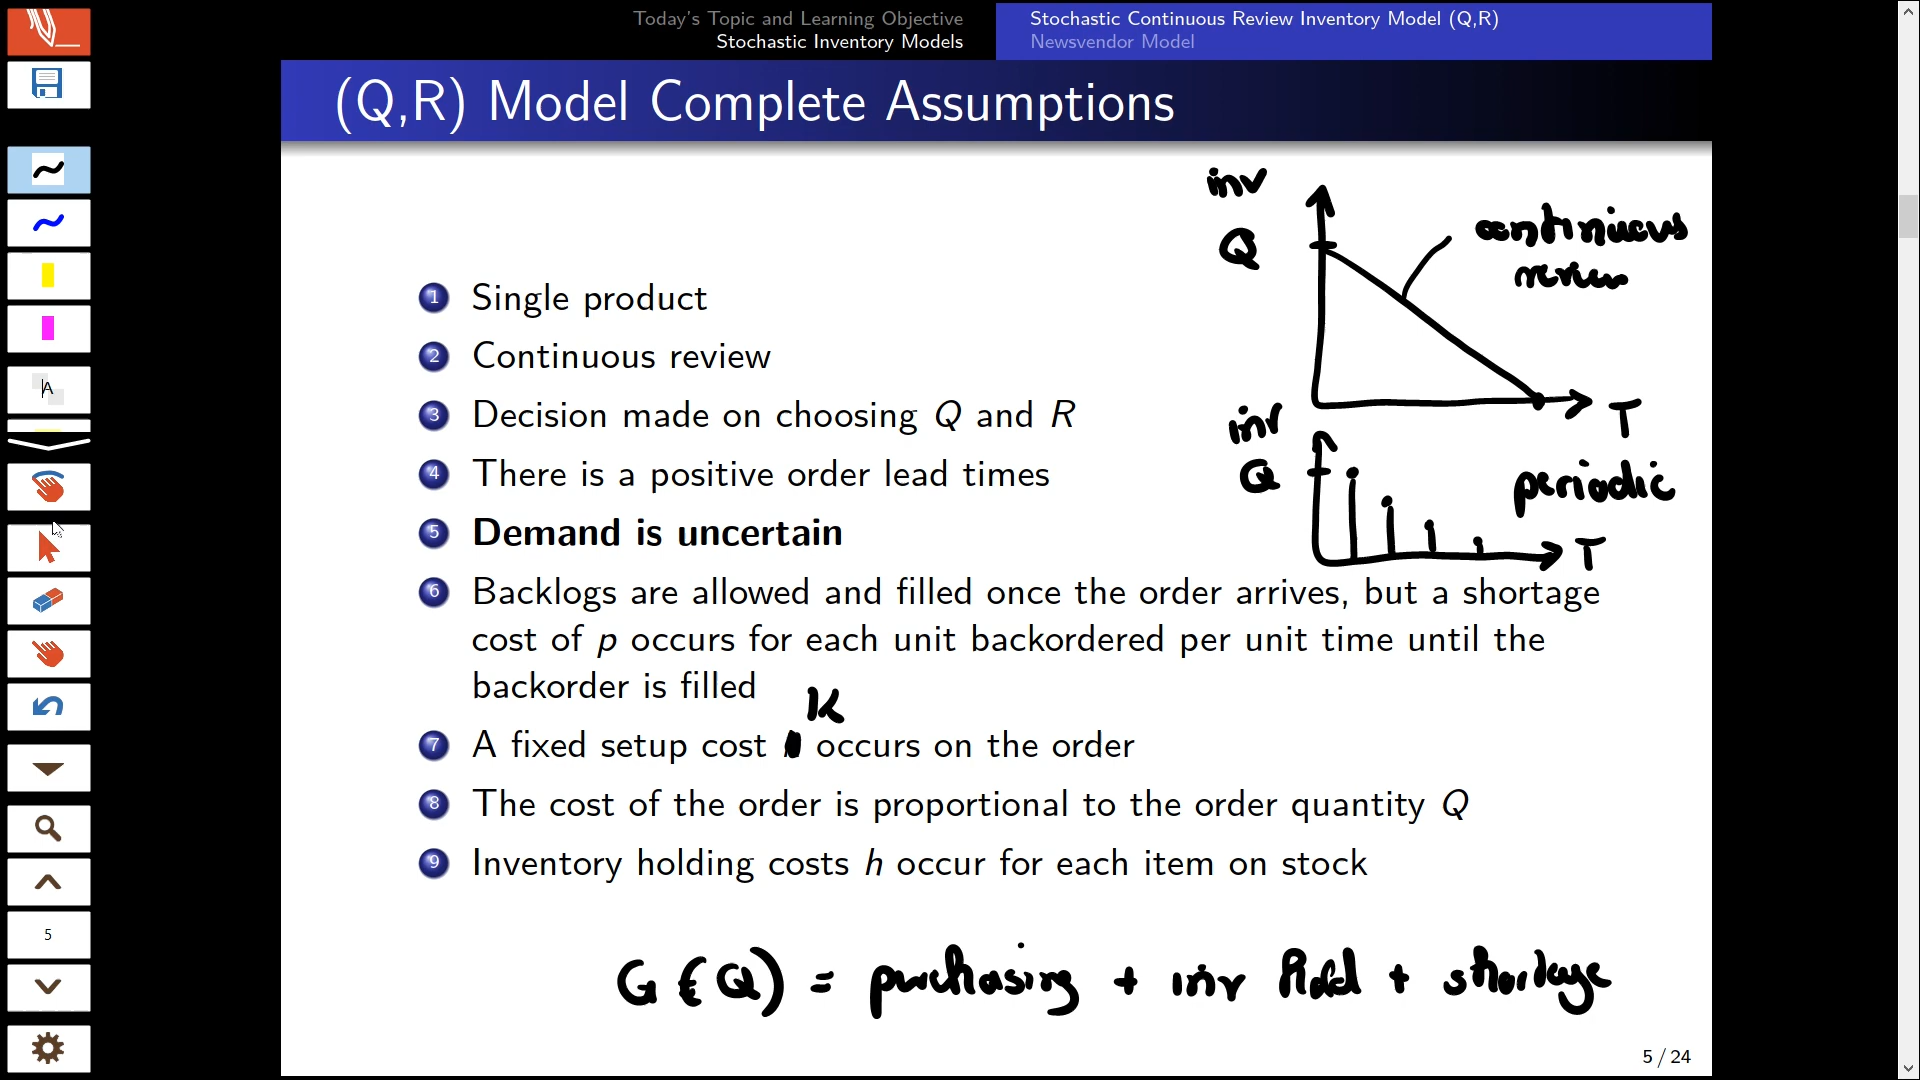 Today's Topic and Learning Objective
Stochastic Inventory Models
Stochastic Continuous Review Inventory Model (Q,R)
Newsvendor Model
(Q,R) Model Complete Assumptions
1 Single product
2 Continuous review
3 Decision made on choosing Q and R
4 There is a positive order lead times
5 Demand is uncertain
6 Backlogs are allowed and filled once the order arrives, but a shortage
cost of p occurs for each unit backordered per unit time until the
backorder is filled
K
7 A fixed setup cost occurs on the order
8 The cost of the order is proportional to the order quantity Q
9 Inventory holding costs h occur for each item on stock
inv
Q
continuous
review
T
inv
Q
periodic
T
G(Q) = purchasing + inv hold + shortage
5 / 24
A
5